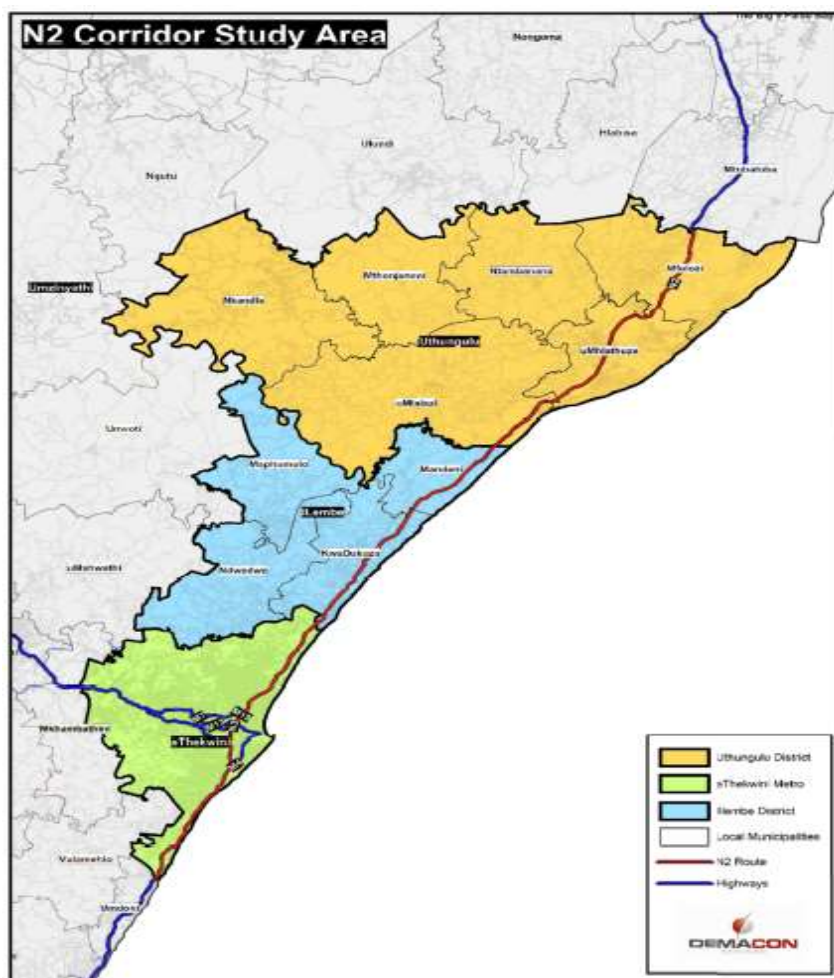 N2 Corridor Study Area
Nongoma
Ulundi
Hlabisa
Nqutu
Mtubatuba
Umzinyathi
Mthonjaneni
Ntambanana
Mfolozi
Nkandla
Uthungulu
uMhlathuze
uMlalazi
Umvoti
Maphumulo
Mandeni
iLembe
KwaDukuza
Ndwedwe
uMshwathi
Mkhambathini
eThekwini
Vulamehlo
Umdoni
Uthungulu District
eThekwini Metro
Ilembe District
Local Municipalities
N2 Route
Highways
DEMACON